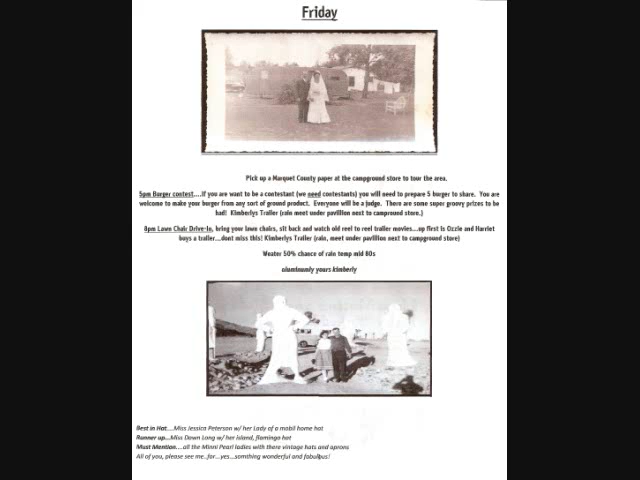 Friday
Pick up a Marquet County paper at the campground store to tour the area.
5pm Burger contest....If you are want to be a contestant (we need contestants) you will need to prepare 5 burger to share. You are
welcome to make your burger from any sort of ground product. Everyone will be a judge. There are some super groovy prizes to be
had! Kimberlys Trailer (rain meet under pavillion next to campground store.)
8pm Lawn Chair Drive-In, bring your lawn chairs, sit back and watch old reel to reel trailer movies....up first is Ozzie and Harriet
buys a trailer....dont miss this! Kimberlys Trailer (rain, meet under pavillion next to campground store)
Weater 50% chance of rain temp mid 80s
aluminumly yours kimberly
Best in Hat....Miss Jessica Peterson w/ her Lady of a mobil home hat
Runner up...Miss Dawn Long w/ her island, flamingo hat
Must Mention....all the Minni Pearl ladies with there vintage hats and aprons
All of you, please see me..for...yes...somthing wonderful and fabulous!